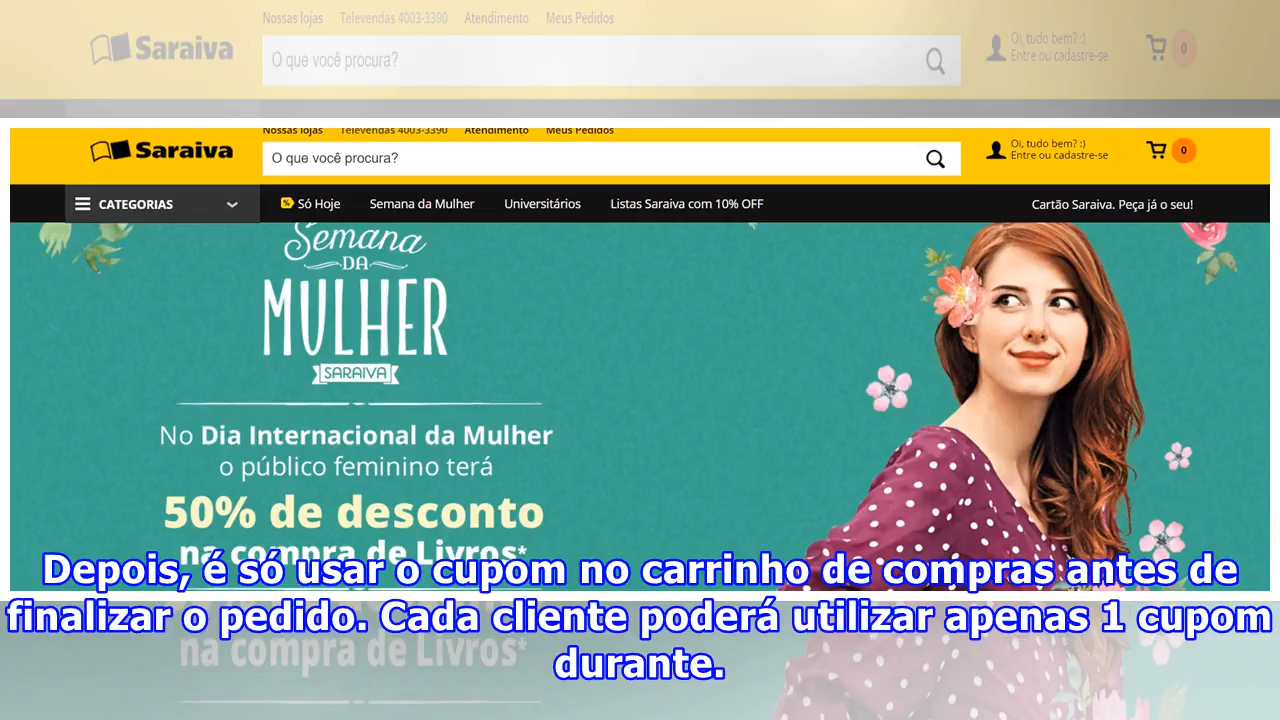 Nossas lojas Televendas 4003-3390 Atendimento Meus Pedidos
Saraiva
O que você procura?
Oi, tudo bem? :)
Entre ou cadastre-se
0
Nossas lojas Televendas 4003-3390 Atendimento Meus Pedidos
Saraiva
O que você procura?
Oi, tudo bem? :)
Entre ou cadastre-se
0
CATEGORIAS
% Só Hoje Semana da Mulher Universitários Listas Saraiva com 10% OFF Cartão Saraiva. Peça já o seu!
Semana
DA
MULHER
SARAIVA
No Dia Internacional da Mulher
o público feminino terá
50% de desconto
na compra de Livros*
Depois, é só usar o cupom no carrinho de compras antes de
finalizar o pedido. Cada cliente poderá utilizar apenas 1 cupom
durante.
na compra de Livros*